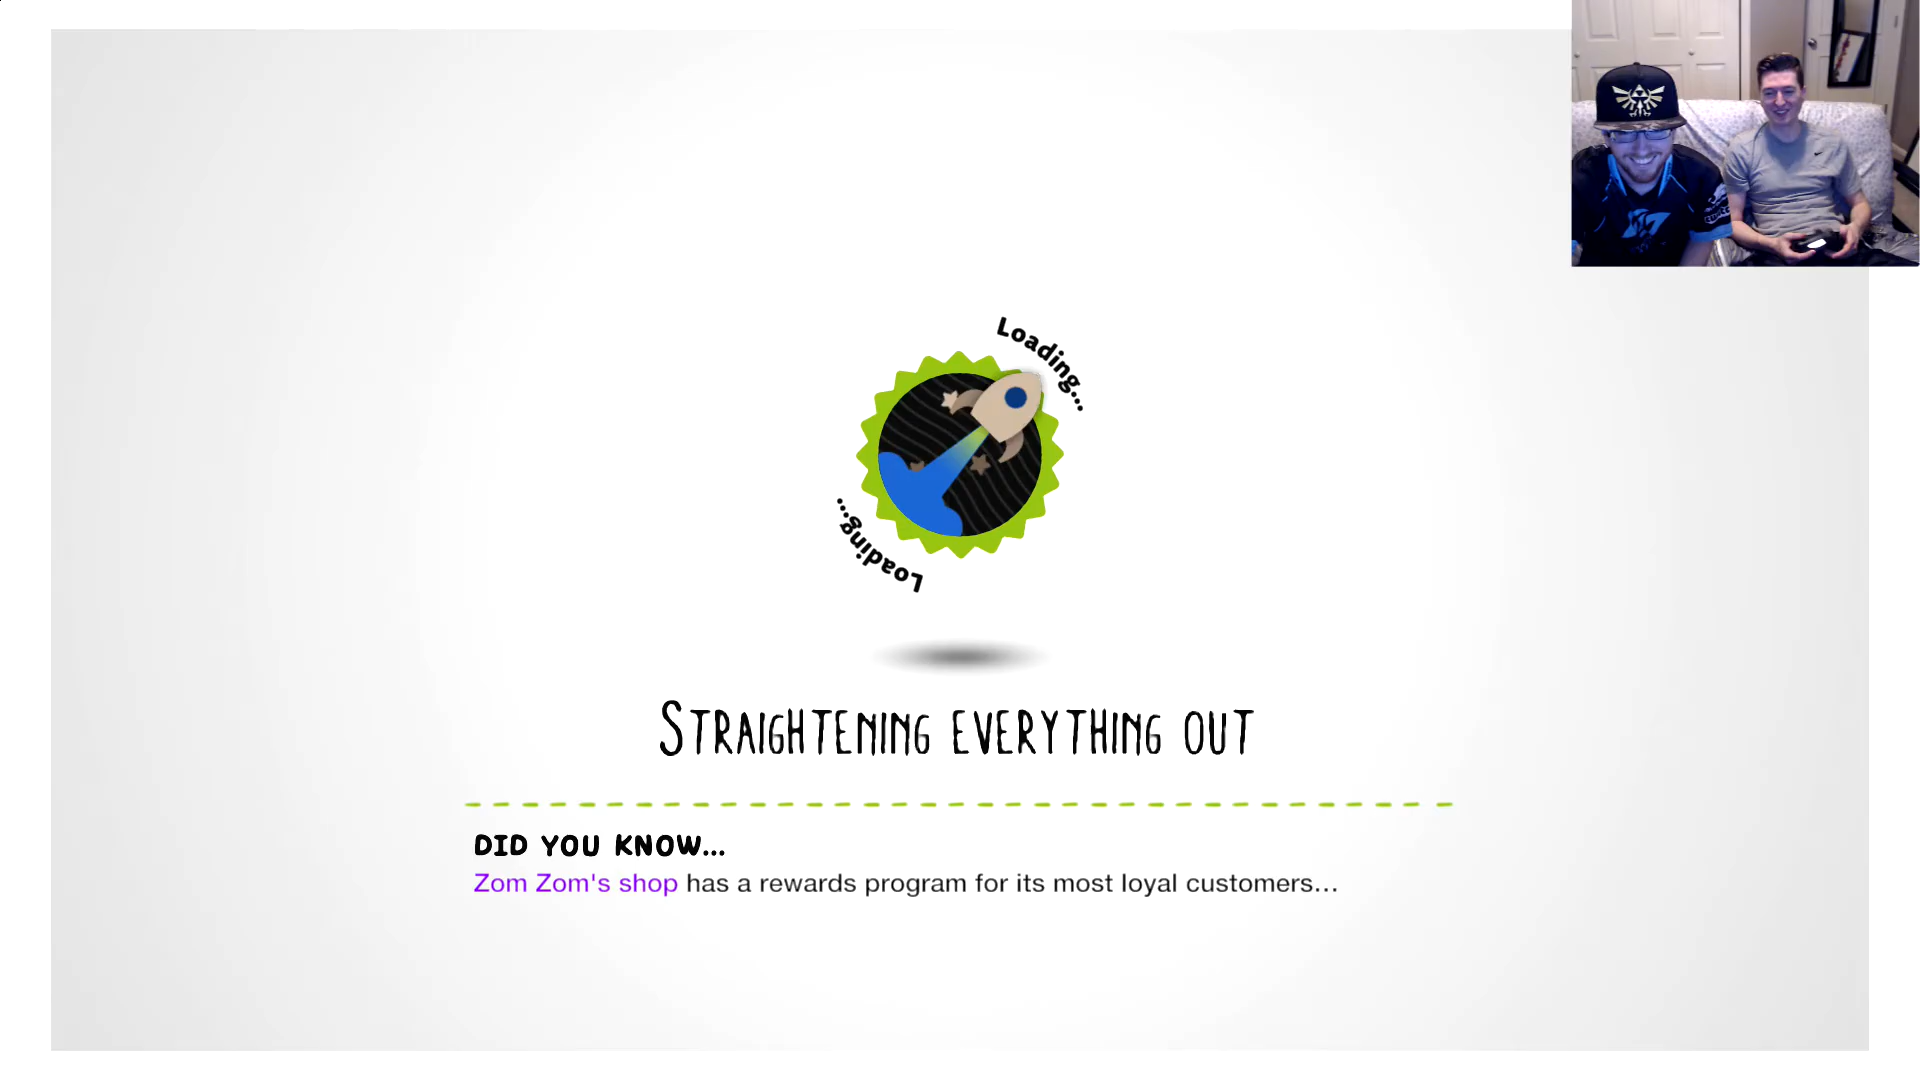 Loading...
Loading...
Straightening everything out
DID YOU KNOW...
Zom Zom's shop has a rewards program for its most loyal customers...